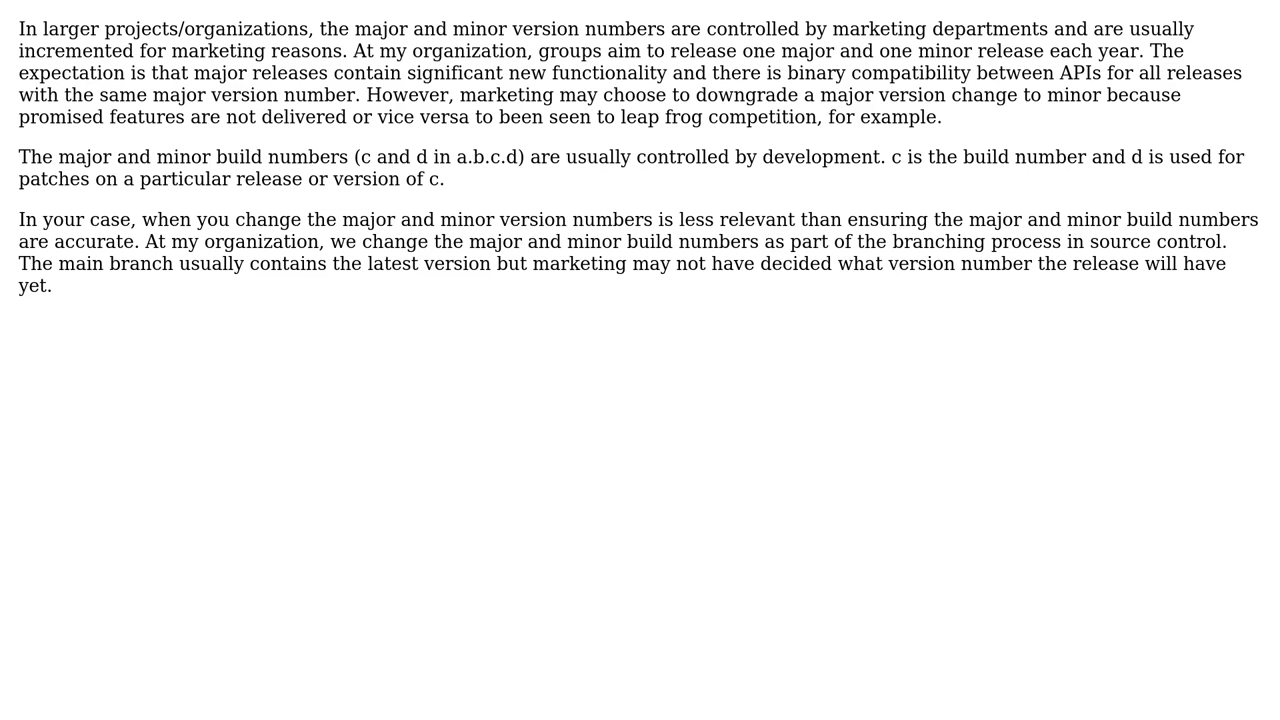 In larger projects/organizations, the major and minor version numbers are controlled by marketing departments and are usually
incremented for marketing reasons. At my organization, groups aim to release one major and one minor release each year. The
expectation is that major releases contain significant new functionality and there is binary compatibility between APIs for all releases
with the same major version number. However, marketing may choose to downgrade a major version change to minor because
promised features are not delivered or vice versa to been seen to leap frog competition, for example.
The major and minor build numbers (c and d in a.b.c.d) are usually controlled by development. c is the build number and d is used for
patches on a particular release or version of c.
In your case, when you change the major and minor version numbers is less relevant than ensuring the major and minor build numbers
are accurate. At my organization, we change the major and minor build numbers as part of the branching process in source control.
The main branch usually contains the latest version but marketing may not have decided what version number the release will have
yet.